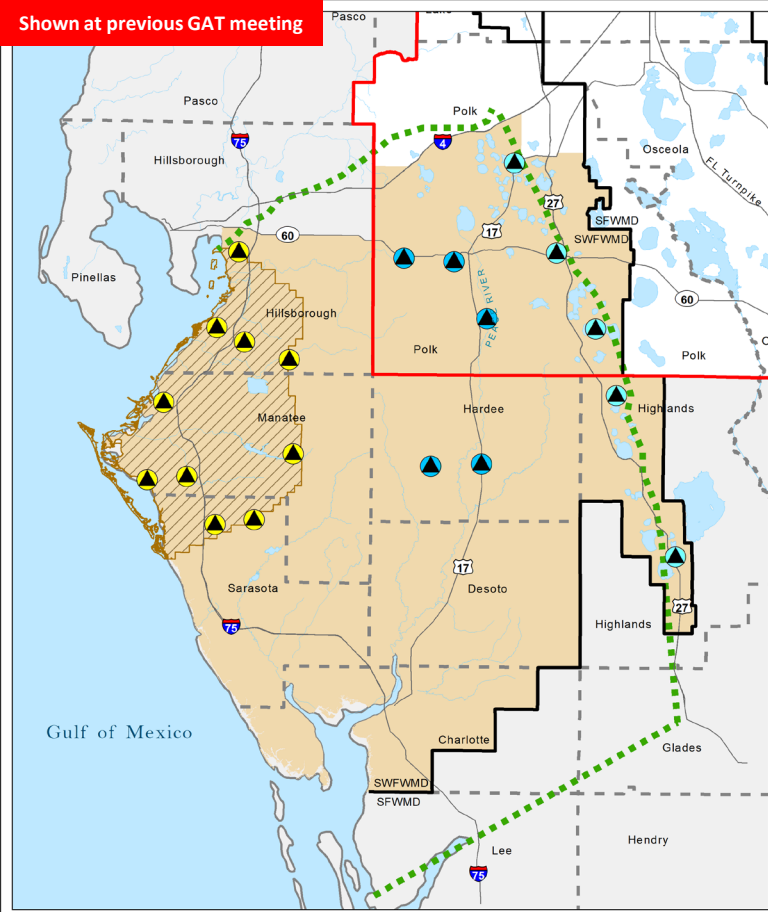 Shown at previous GAT meeting
Pasco
Polk
Pasco
75
4
Osceola
Hillsborough
FL Turnpike
27
SFWMD
17
60
SWFWMD
Pinellas
PEACE RIVER
60
Hillsborough
Polk
Polk
Hardee
Highlands
Manatee
17
Sarasota
Desoto
27
Highlands
75
Gulf of Mexico
Charlotte
Glades
SWFWMD
SFWMD
Hendry
Lee
75